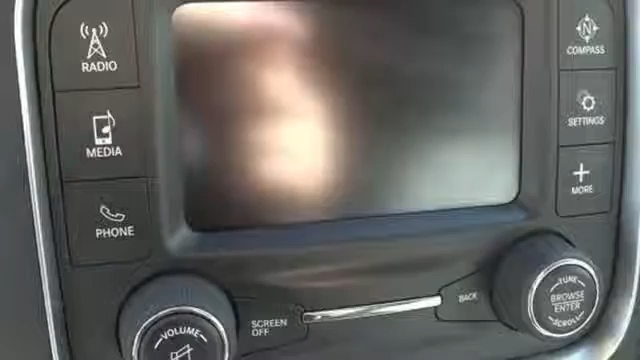 RADIO
MEDIA
PHONE
N
COMPASS
SETTINGS
MORE
VOLUME
SCREEN
OFF
BACK
TUNE
BROWSE
ENTER
SCROLL